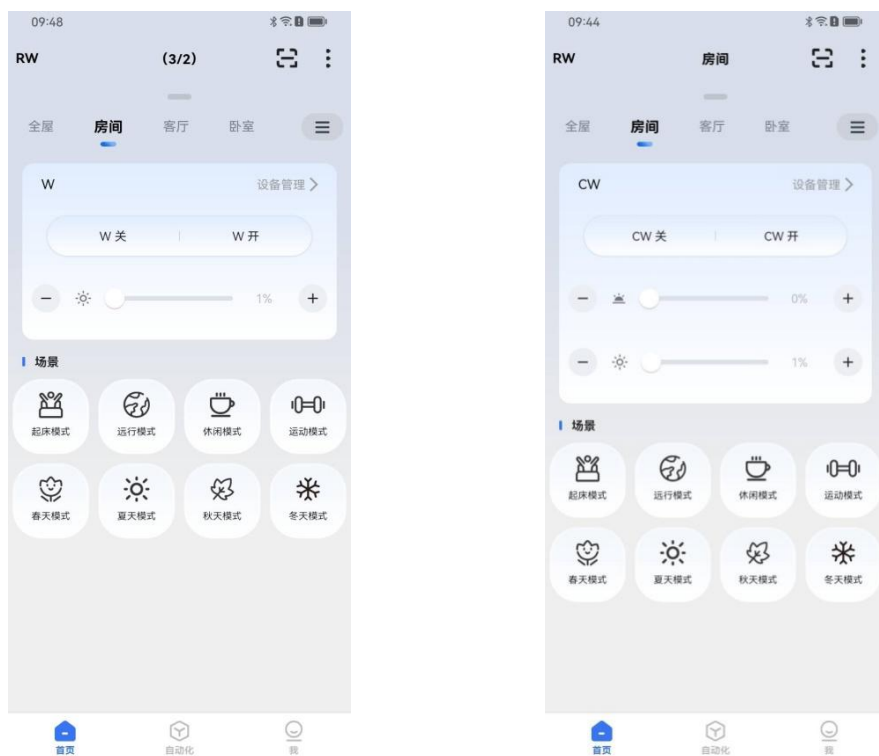 09:48
RW (3/2)
全屋 房间 客厅 卧室
W 设备管理
W 关 W 开
1%
场景
起床模式 远行模式 休闲模式 运动模式
春天模式 夏天模式 秋天模式 冬天模式
首页 自动化 我
09:44
RW 房间
全屋 房间 客厅 卧室
CW 设备管理
CW 关 CW 开
0%
1%
场景
起床模式 远行模式 休闲模式 运动模式
春天模式 夏天模式 秋天模式 冬天模式
首页 自动化 我